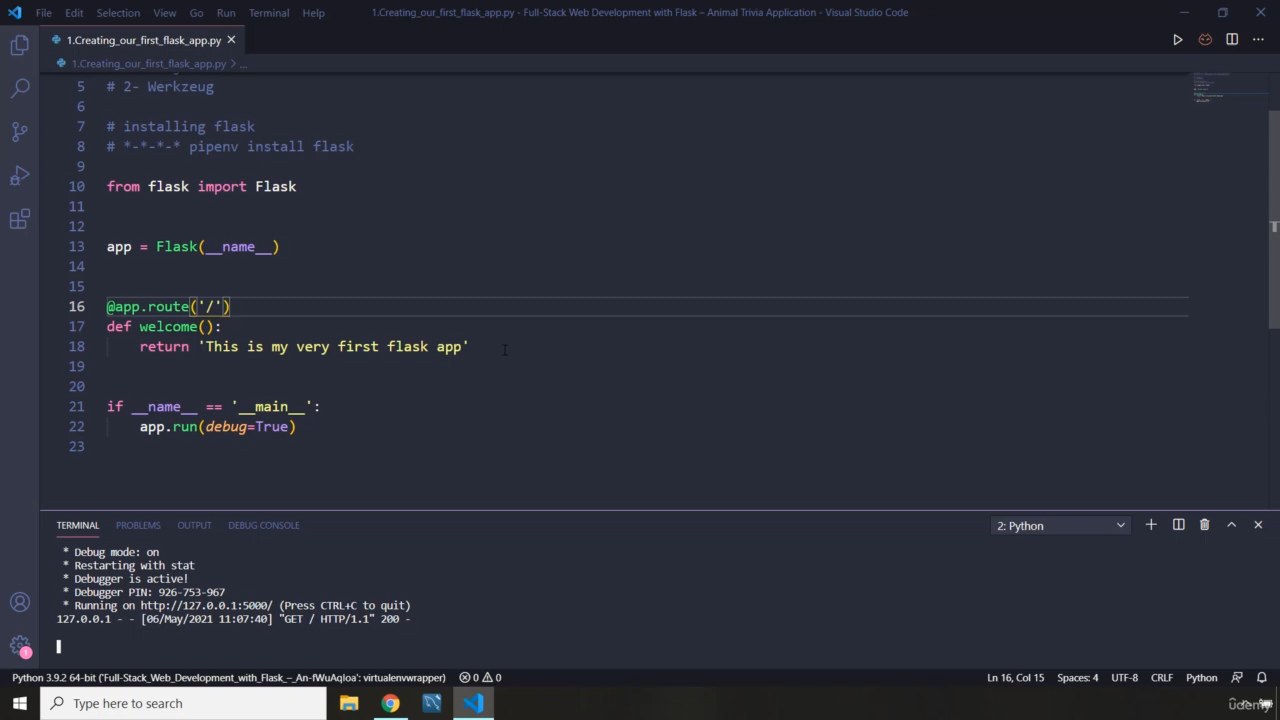 File Edit Selection View Go Run Terminal Help 1.Creating_our_first_flask_app.py - Full-Stack Web Development with Flask – Animal Trivia Application - Visual Studio Code
1.Creating_our_first_flask_app.py
1.Creating_our_first_flask_app.py > ...
5 # 2- Werkzeug
6
7 # installing flask
8 # *-*-*-* pipenv install flask
9
10 from flask import Flask
11
12
13 app = Flask(__name__)
14
15
16 @app.route('/')
17 def welcome():
18 return 'This is my very first flask app'
19
20
21 if __name__ == '__main__':
22 app.run(debug=True)
23
TERMINAL PROBLEMS OUTPUT DEBUG CONSOLE 2: Python
* Debug mode: on
* Restarting with stat
* Debugger is active!
* Debugger PIN: 926-753-967
* Running on http://127.0.0.1:5000/ (Press CTRL+C to quit)
127.0.0.1 - - [06/May/2021 11:07:40] "GET / HTTP/1.1" 200 -
1
Python 3.9.2 64-bit ('Full-Stack_Web_Development_with_Flask_–_An-fWuAqIoa': virtualenvwrapper) 0 0 Ln 16, Col 15 Spaces: 4 UTF-8 CRLF Python
Type here to search
Udemy